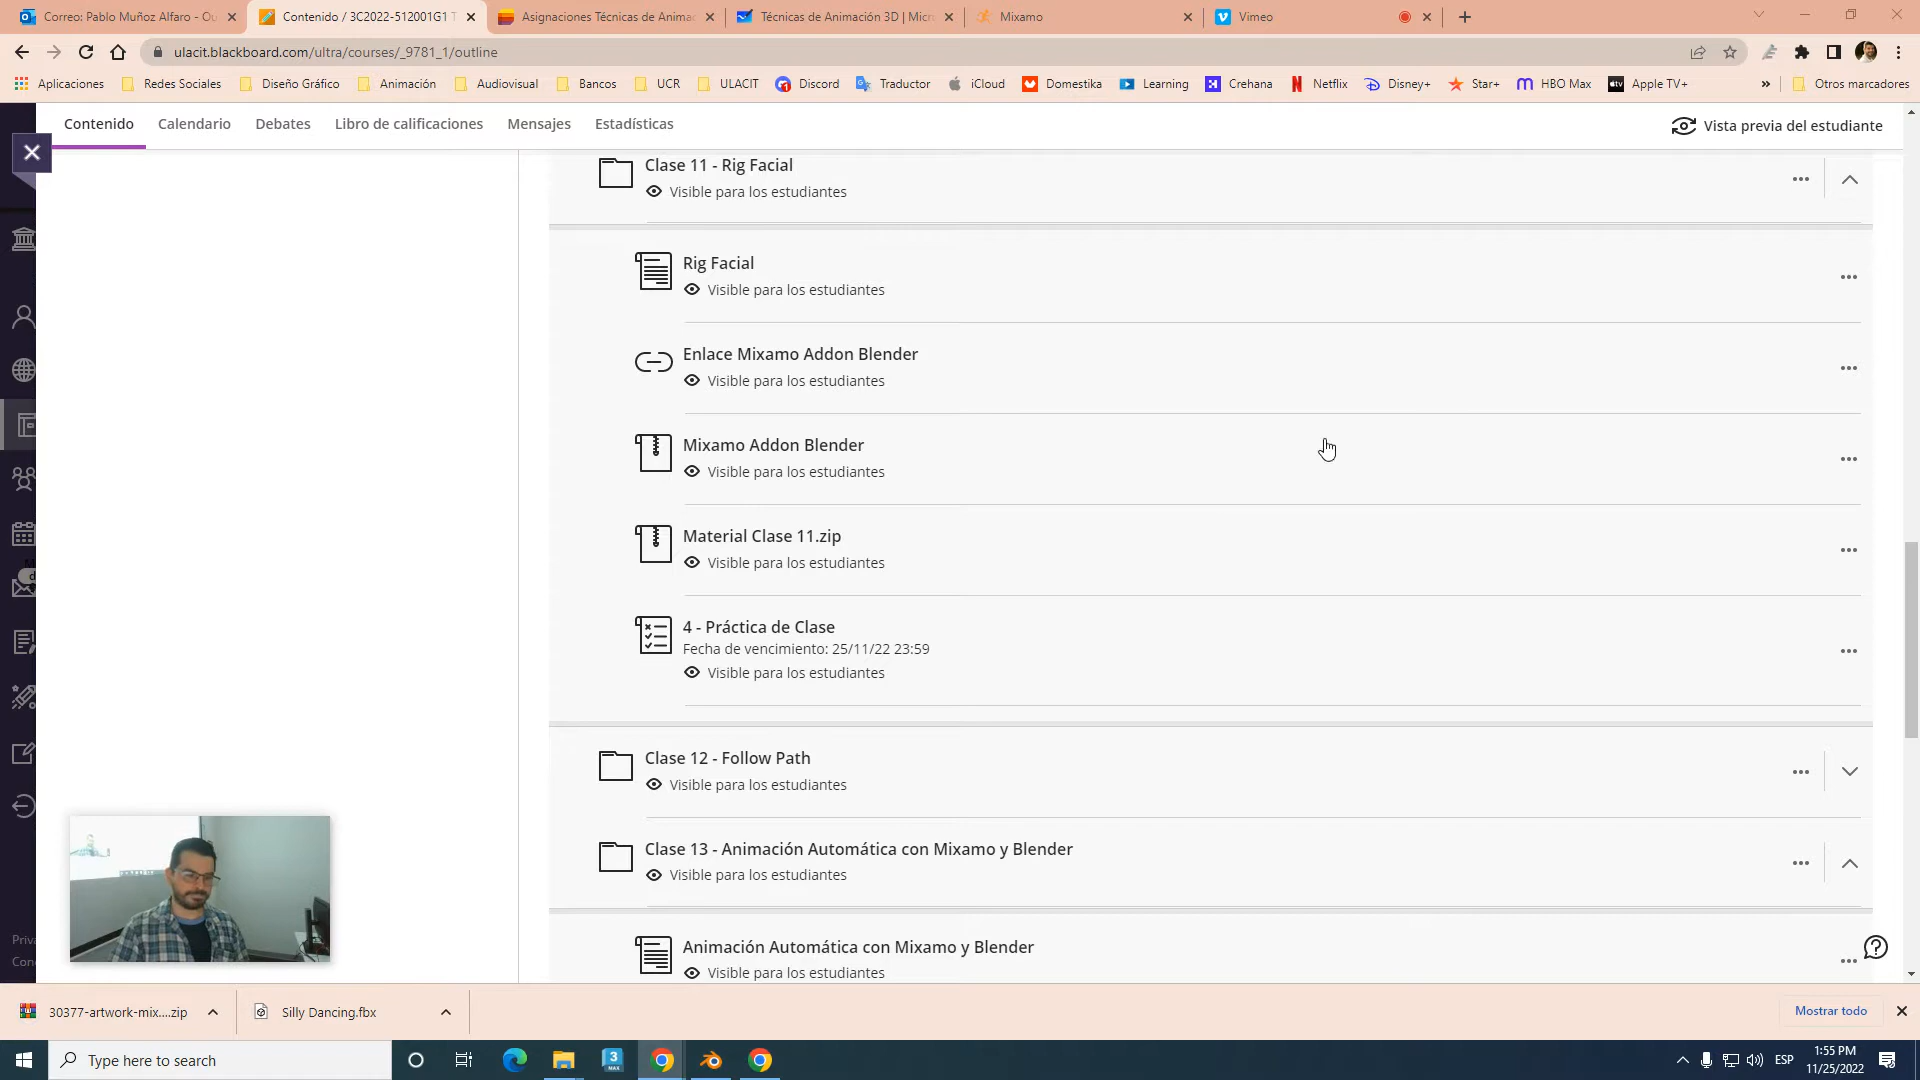 Correo: Pablo Muñoz Alfaro - Ou
Contenido / 3C2022-512001G1 T
Asignaciones Técnicas de Animac
Técnicas de Animación 3D | Micr
Mixamo
Vimeo
ulacit.blackboard.com/ultra/courses/_9781_1/outline
Aplicaciones
Redes Sociales
Diseño Gráfico
Animación
Audiovisual
Bancos
UCR
ULACIT
Discord
Traductor
iCloud
Domestika
Learning
Crehana
Netflix
Disney+
Star+
HBO Max
Apple TV+
»
Otros marcadores
Contenido
Calendario
Debates
Libro de calificaciones
Mensajes
Estadísticas
Vista previa del estudiante
Clase 11 - Rig Facial
Visible para los estudiantes
Rig Facial
Visible para los estudiantes
Enlace Mixamo Addon Blender
Visible para los estudiantes
Mixamo Addon Blender
Visible para los estudiantes
Material Clase 11.zip
Visible para los estudiantes
4 - Práctica de Clase
Fecha de vencimiento: 25/11/22 23:59
Visible para los estudiantes
Clase 12 - Follow Path
Visible para los estudiantes
Clase 13 - Animación Automática con Mixamo y Blender
Visible para los estudiantes
Animación Automática con Mixamo y Blender
Visible para los estudiantes
Priva
Con
30377-artwork-mix....zip
Silly Dancing.fbx
Mostrar todo
Type here to search
3
MAX
ESP
1:55 PM
11/25/2022